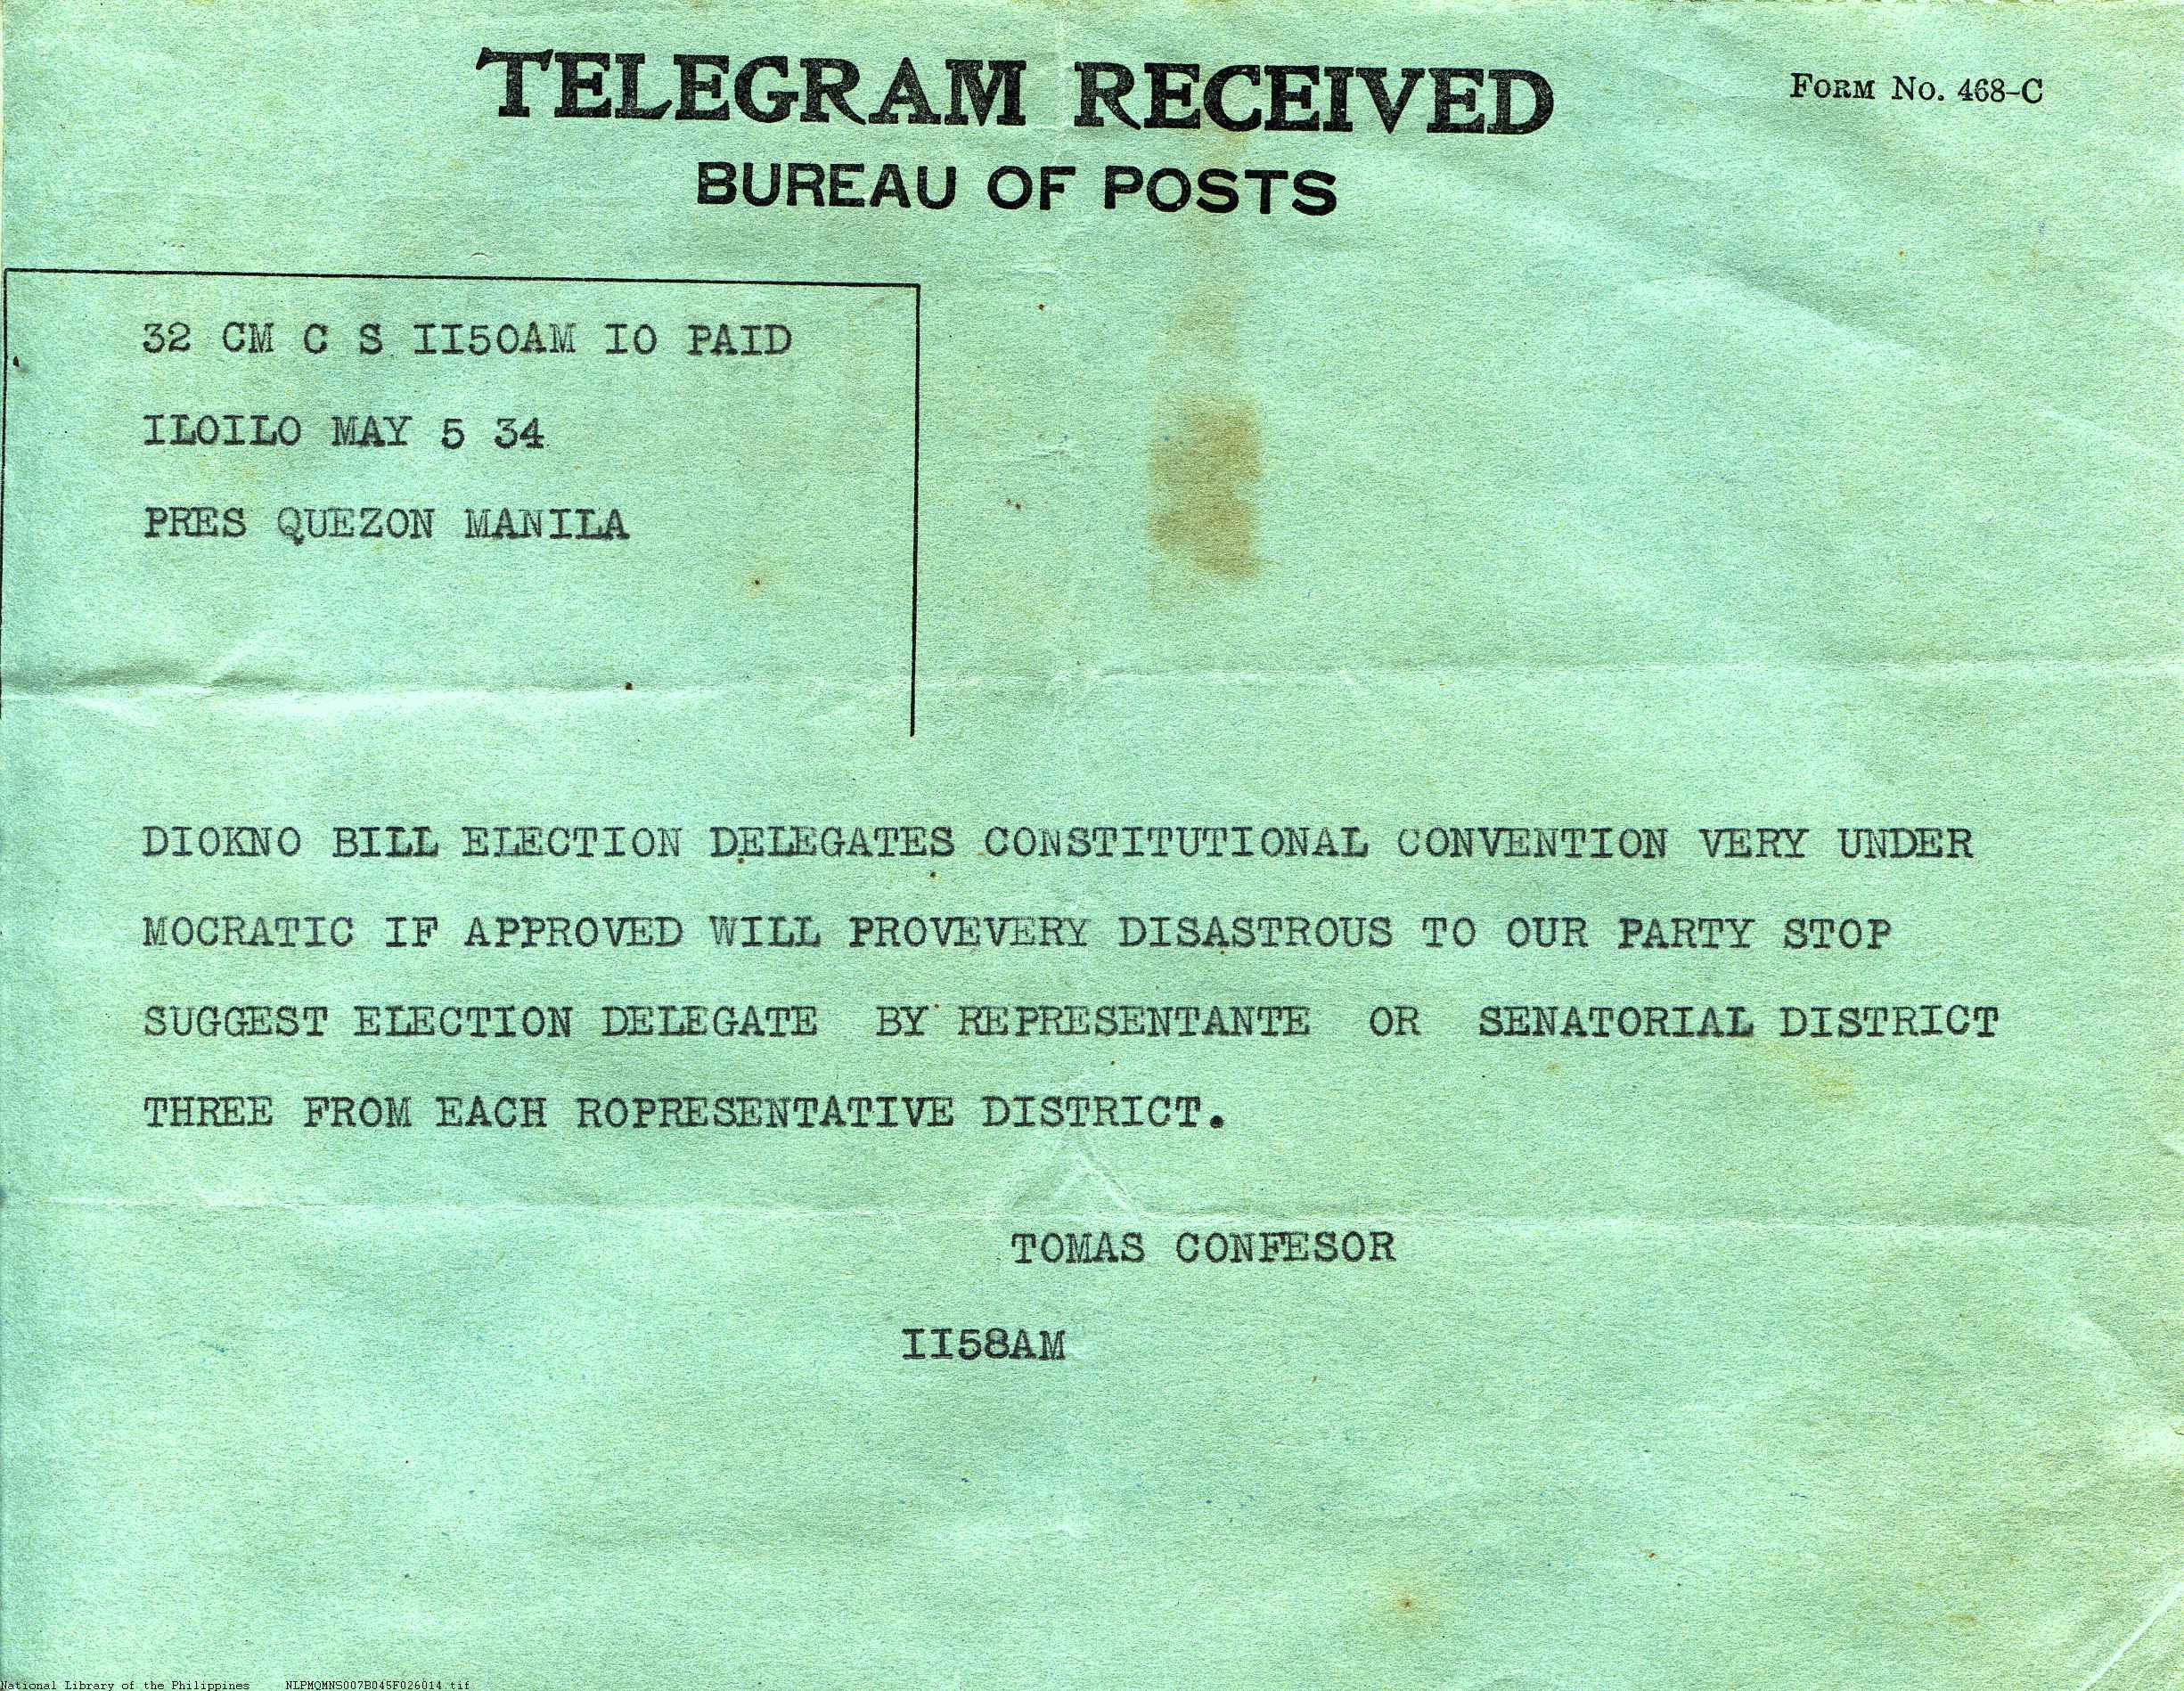 TELEGRAM RECEIVED
FORM NO. 468-C
BUREAU OF POSTS
32 CM C S II50AM IO PAID
ILOILO MAY 5 34
PRES QUEZON MANILA
DIOKNO BILL ELECTION DELEGATES CONSTITUTIONAL CONVENTION VERY UNDER
MOCRATIC IF APPROVED WILL PROVEVERY DISASTROUS TO OUR PARTY STOP
SUGGEST ELECTION DELEGATE BY REPRESENTANTE OR SENATORIAL DISTRICT
THREE FROM EACH ROPRESENTATIVE DISTRICT.
TOMAS CONFESOR
II58AM
National Library of the Philippines NLPMQMNS007B045F026014.tif